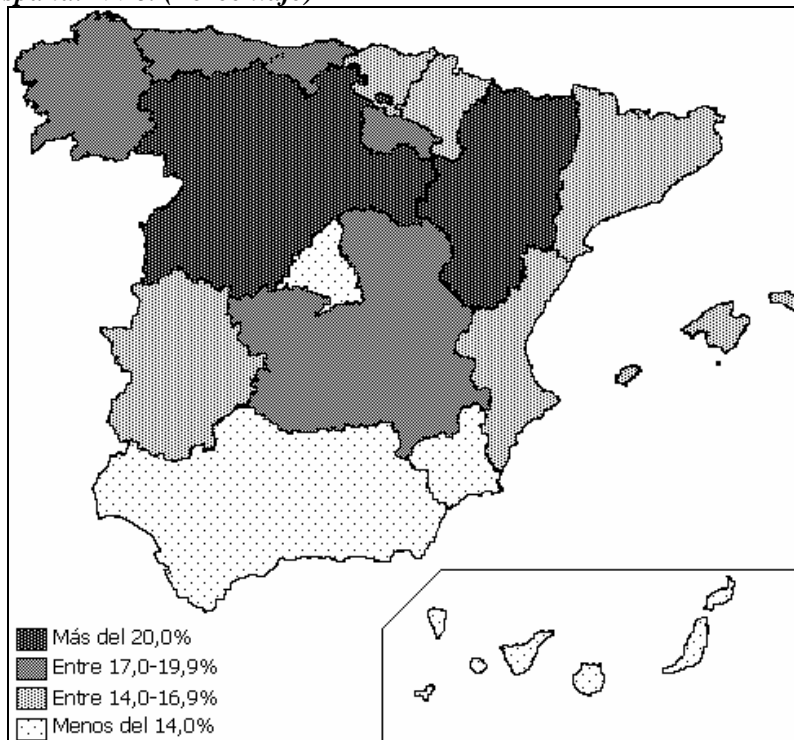 Más del 20,0%
Entre 17,0-19,9%
Entre 14,0-16,9%
Menos del 14,0%